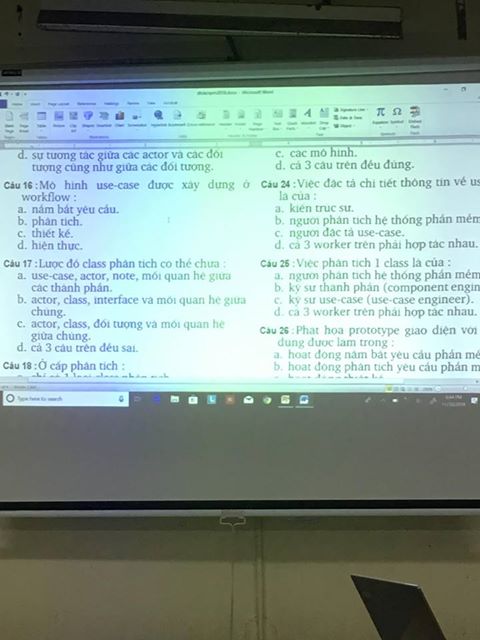 Microsoft Word
d. sự tương tác giữa các actor và các đối
tượng cũng như giữa các đối tượng.
Câu 16 : Mô hình use-case được xây dựng ở
workflow :
a. nắm bắt yêu cầu.
b. phân tích.
c. thiết kế.
d. hiện thực.
Câu 17 : Lược đồ class phân tích có thể chứa :
a. use-case, actor, note, mối quan hệ giữa
các thành phần.
b. actor, class, interface và mối quan hệ giữa
chúng.
c. actor, class, đối tượng và mối quan hệ
giữa chúng.
d. cả 3 câu trên đều sai.
Câu 18 : Ở cấp phân tích :
c. các mô hình.
d. cả 3 câu trên đều đúng.
Câu 24 : Việc đặc tả chi tiết thông tin về us
là của :
a. kiến trúc sư.
b. người phân tích hệ thống phần mềm
c. người đặc tả use-case.
d. cả 3 worker trên phải hợp tác nhau.
Câu 25 : Việc phân tích 1 class là của :
a. người phân tích hệ thống phần mềm
b. kỹ sư thành phần (component engin
c. kỹ sư use-case (use-case engineer).
d. cả 3 worker trên phải hợp tác nhau.
Câu 26 : Phát họa prototype giao diện với
dùng được làm trong :
a. hoạt động nắm bắt yêu cầu phần mề
b. hoạt động phân tích yêu cầu phần m
Type here to search